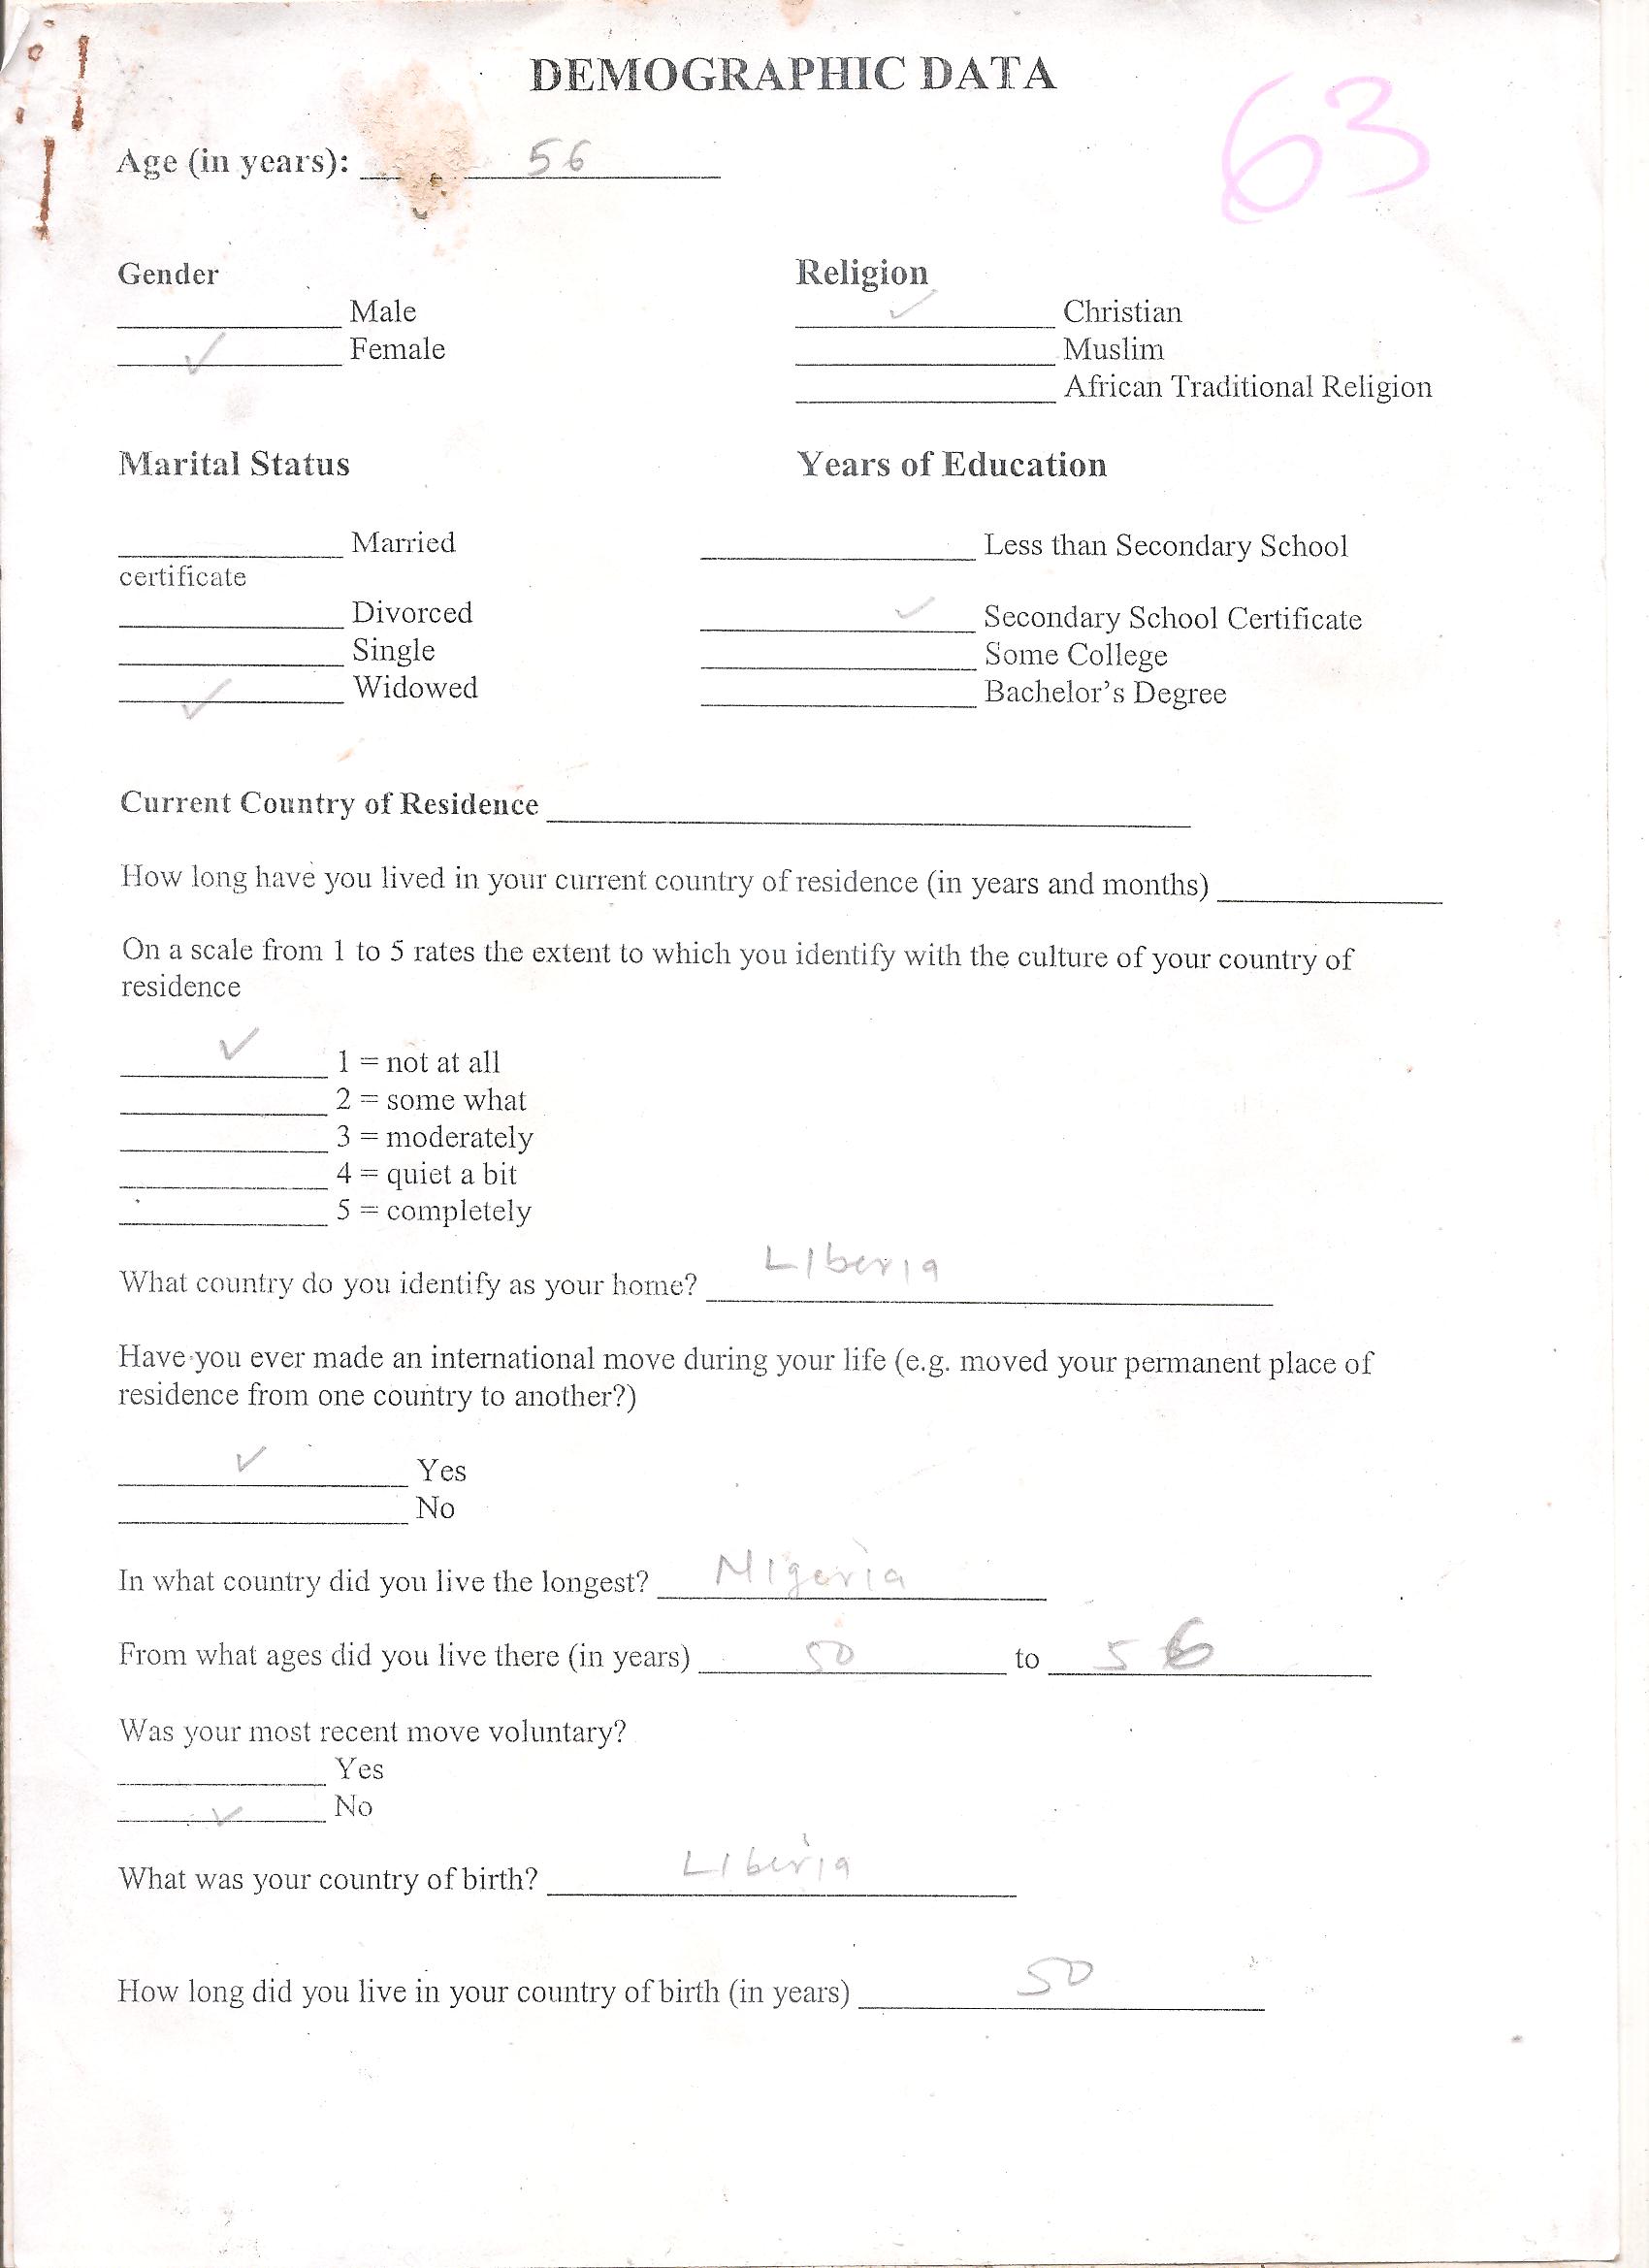 DEMOGRAPHIC DATA
63
Age (in years): 56
Gender
Male
✓ Female
Religion
✓ Christian
Muslim
African Traditional Religion
Marital Status
Years of Education
Married
Less than Secondary School
certificate
Divorced
✓ Secondary School Certificate
Single
Some College
✓ Widowed
Bachelor's Degree
Current Country of Residence
How long have you lived in your current country of residence (in years and months)
On a scale from 1 to 5 rates the extent to which you identify with the culture of your country of
residence
✓ 1 = not at all
2 = some what
3 = moderately
4 = quiet a bit
5 = completely
What country do you identify as your home? LIberia
Have you ever made an international move during your life (e.g. moved your permanent place of
residence from one country to another?)
✓ Yes
No
In what country did you live the longest? NIgeria
From what ages did you live there (in years) 50 to 56
Was your most recent move voluntary?
Yes
✓ No
What was your country of birth? LIberia
How long did you live in your country of birth (in years) 50